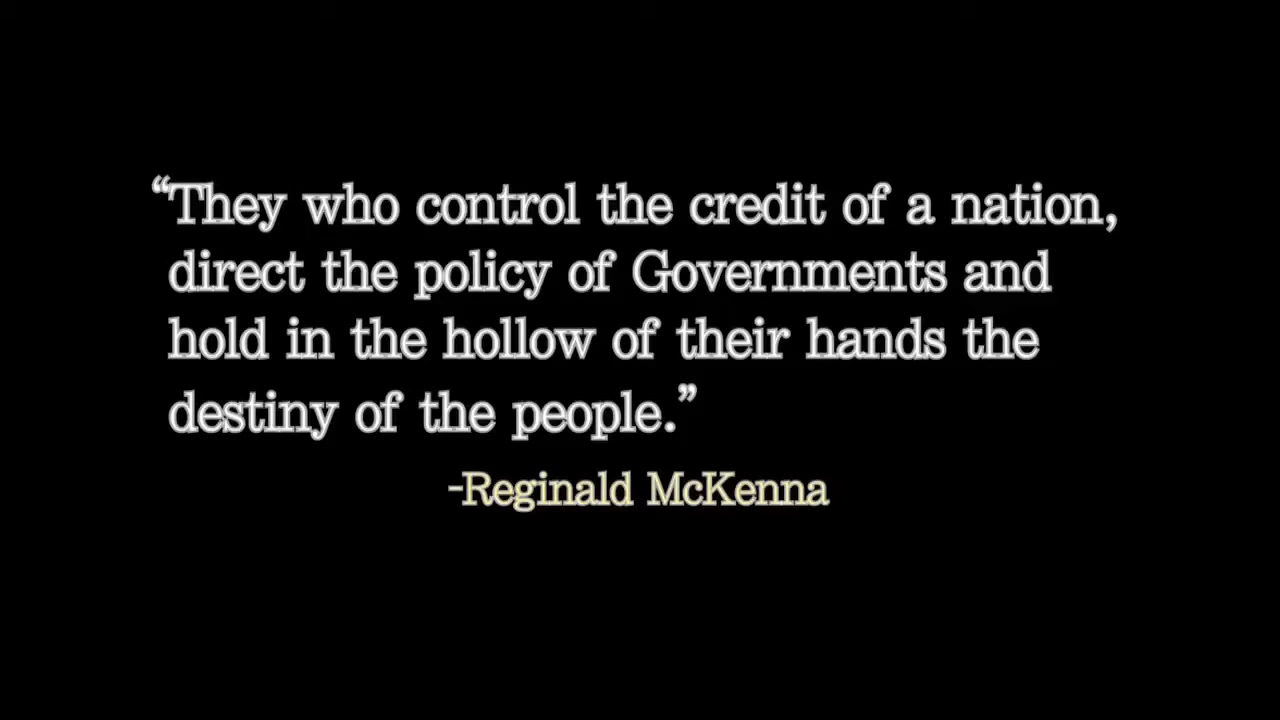 “They who control the credit of a nation,
direct the policy of Governments and
hold in the hollow of their hands the
destiny of the people.”
-Reginald McKenna